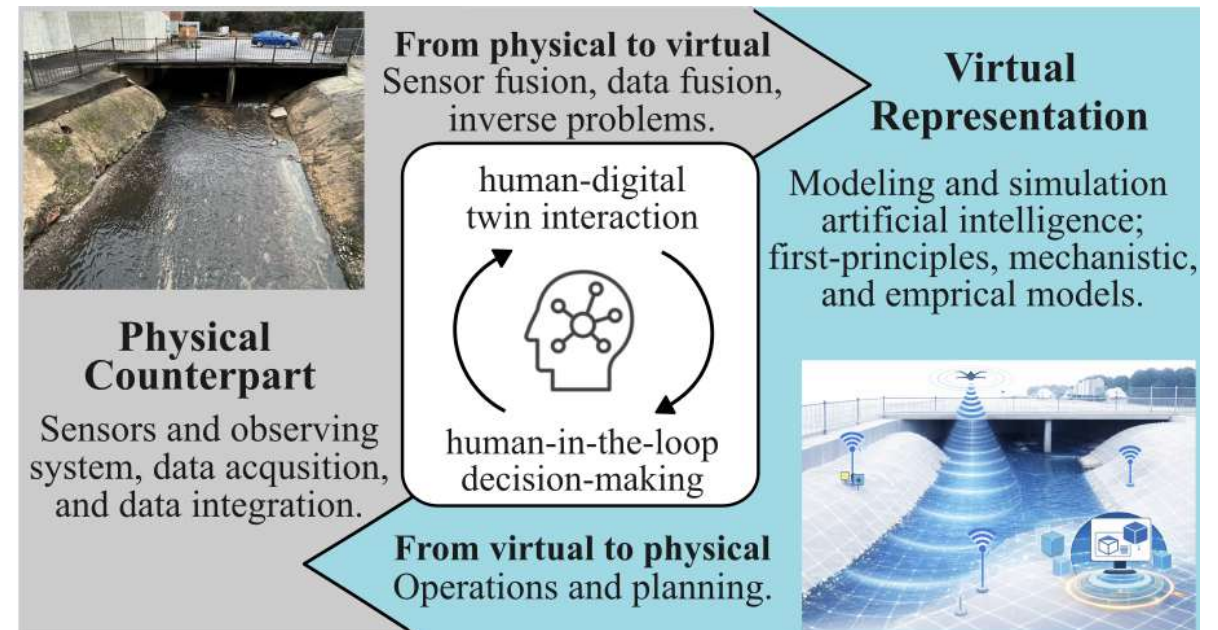 From physical to virtual
Sensor fusion, data fusion,
inverse problems.
Virtual
Representation
Modeling and simulation
artificial intelligence;
first-principles, mechanistic,
and emprical models.
human-digital
twin interaction
human-in-the-loop
decision-making
Physical
Counterpart
Sensors and observing
system, data acqusition,
and data integration.
From virtual to physical
Operations and planning.